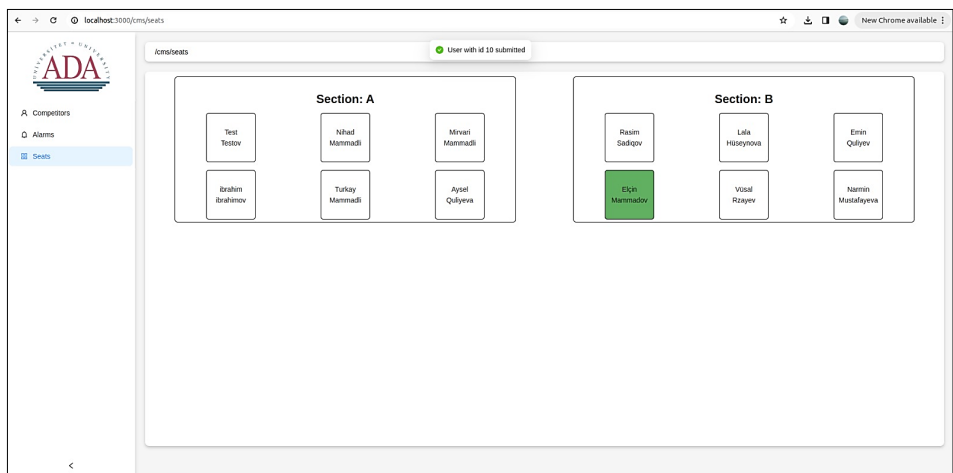 localhost:3000/cms/seats
New Chrome available
UNIVERSITET * UNIVERSITY
ADA
/cms/seats
User with id 10 submitted
Competitors
Alarms
Seats
Section: A
Test
Testov
Nihad
Mammadli
Mirvari
Mammadli
ibrahim
ibrahimov
Turkay
Mammadli
Aysel
Quliyeva
Section: B
Rasim
Sadiqov
Lala
Hüseynova
Emin
Quliyev
Elçin
Mammadov
Vüsal
Rzayev
Narmin
Mustafayeva